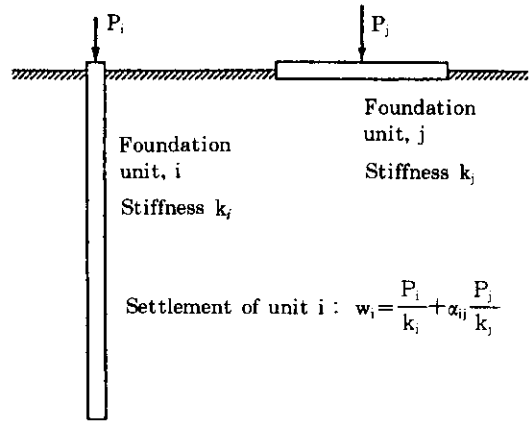 P_i
P_j
Foundation
unit, i
Stiffness k_i
Foundation
unit, j
Stiffness k_j
Settlement of unit i : w_i = P_i/k_i + α_ij P_j/k_j